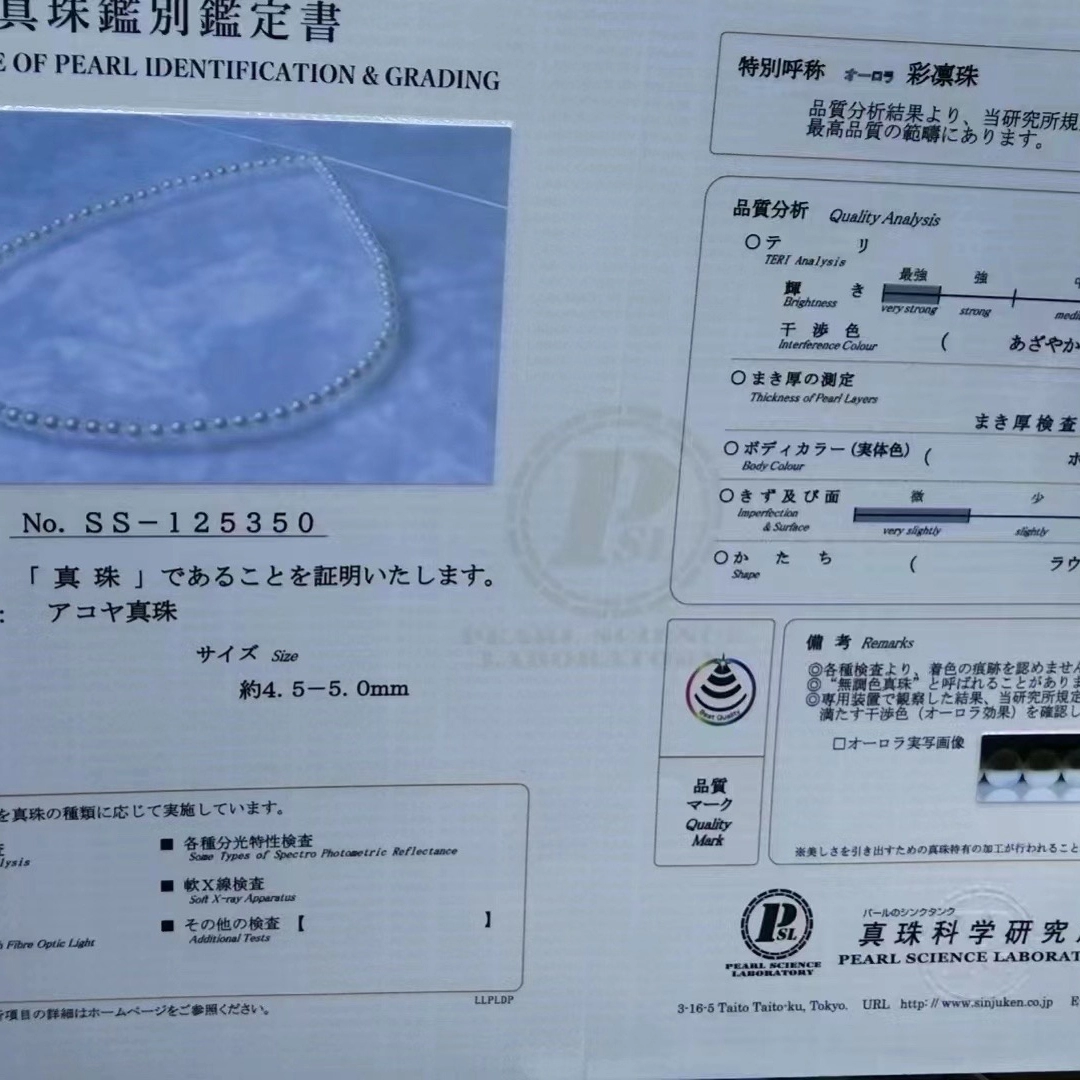 真珠鑑別鑑定書
E OF PEARL IDENTIFICATION & GRADING
No. SS-125350
「 真 珠 」であることを証明いたします。
: アコヤ真珠
サイズ Size
約4.5-5.0mm
を真珠の種類に応じて実施しています。
査
lysis
h Fibre Optic Light
■ 各種分光特性検査
Some Types of Spectro Photometric Reflectance
■ 軟X線検査
Soft X-ray Apparatus
■ その他の検査【 】
Additional Tests
項目の詳細はホームページをご参照ください。
LLPLDP
特別呼称 オーロラ 彩凛珠
品質分析結果より、当研究所規
最高品質の範疇にあります。
品質分析 Quality Analysis
○テ リ
TERI Analysis
輝 き 最強 強
Brightness very strong strong medi
干 渉 色 ( あざやか
Interference Colour
○まき厚の測定
Thickness of Pearl Layers
まき厚検査
○ボディカラー(実体色) ( ホ
Body Colour
○きず及び面 微 少
Imperfection & Surface very slightly slightly
○か た ち ( ラウ
Shape
PSL
Best Quality
品質
マーク
Quality
Mark
備 考 Remarks
◎各種検査より、着色の痕跡を認めません
◎“無調色真珠”と呼ばれることがありま
◎専用装置で観察した結果、当研究所規定
満たす干渉色(オーロラ効果)を確認し
□オーロラ実写画像
※美しさを引き出すための真珠特有の加工が行われること
PSL
PEARL SCIENCE
LABORATORY
パールのシンクタンク
真珠科学研究所
PEARL SCIENCE LABORAT
3-16-5 Taito Taito-ku, Tokyo. URL http://www.sinjuken.co.jp E